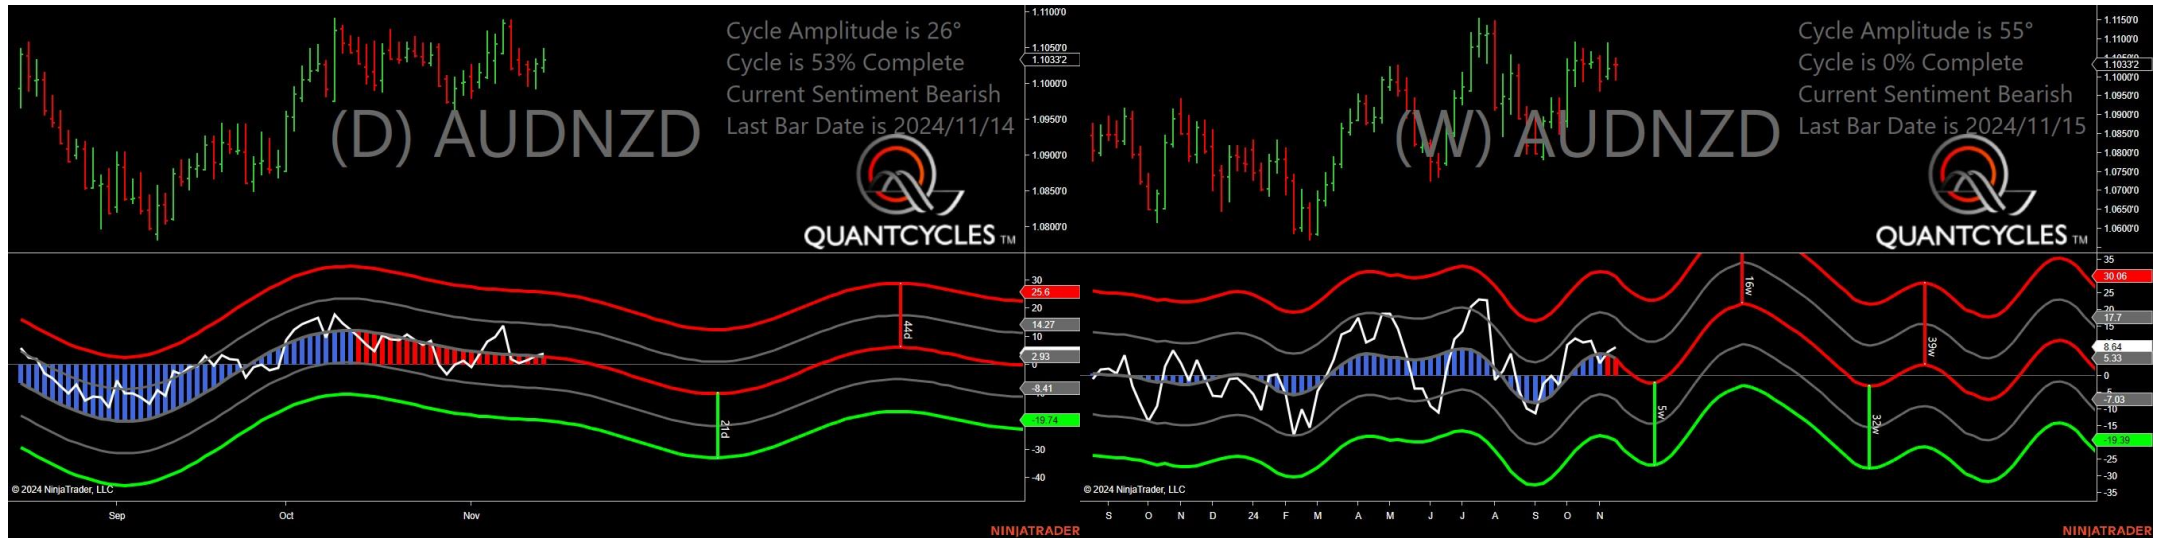 Cycle Amplitude is 26°
Cycle is 53% Complete
Current Sentiment Bearish
Last Bar Date is 2024/11/14
(D) AUDNZD
QUANTCYCLES TM
1.1100'0
1.1050'0
1.1033'2
1.1000'0
1.0950'0
1.0900'0
1.0850'0
1.0800'0
30
25.6
20
14.27
10
2.93
0
-8.41
-19.74
-30
-40
44d
21d
© 2024 NinjaTrader, LLC
Sep Oct Nov
NINJATRADER
Cycle Amplitude is 55°
Cycle is 0% Complete
Current Sentiment Bearish
Last Bar Date is 2024/11/15
(W) AUDNZD
QUANTCYCLES TM
1.1150'0
1.1100'0
1.1050'0
1.1033'2
1.1000'0
1.0950'0
1.0900'0
1.0850'0
1.0800'0
1.0750'0
1.0700'0
1.0650'0
1.0600'0
35
30.06
25
17.7
15
8.64
5.33
0
-5
-7.03
-10
-15
-19.39
-25
-30
-35
16w
39w
5w
32w
© 2024 NinjaTrader, LLC
S O N D 24 F M A M J J A S O N
NINJATRADER